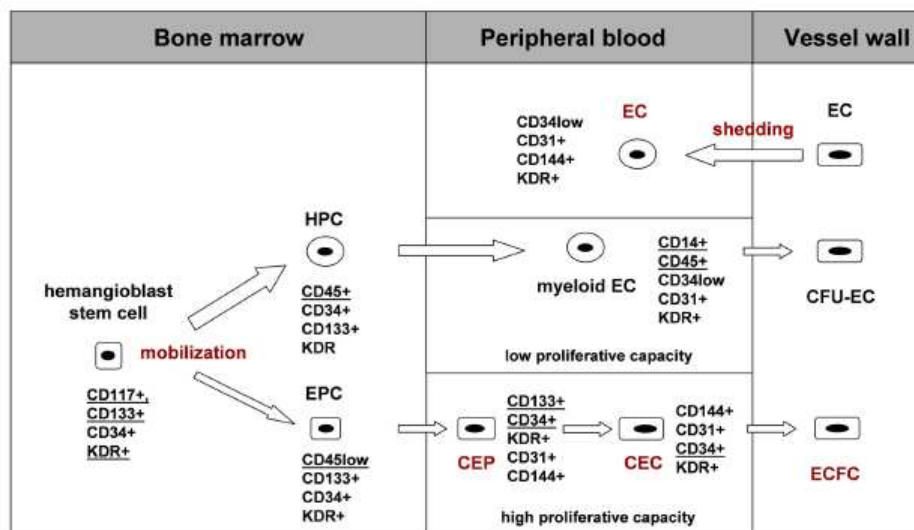 Bone marrow
Peripheral blood
Vessel wall
CD34low
CD31+
CD144+
KDR+
EC
shedding
EC
HPC
CD45+
CD34+
CD133+
KDR
myeloid EC
CD14+
CD45+
CD34low
CD31+
KDR+
low proliferative capacity
CFU-EC
hemangioblast
stem cell
mobilization
CD117+,
CD133+
CD34+
KDR+
EPC
CD45low
CD133+
CD34+
KDR+
CEP
CD133+
CD34+
KDR+
CD31+
CD144+
CEC
CD144+
CD31+
CD34+
KDR+
high proliferative capacity
ECFC